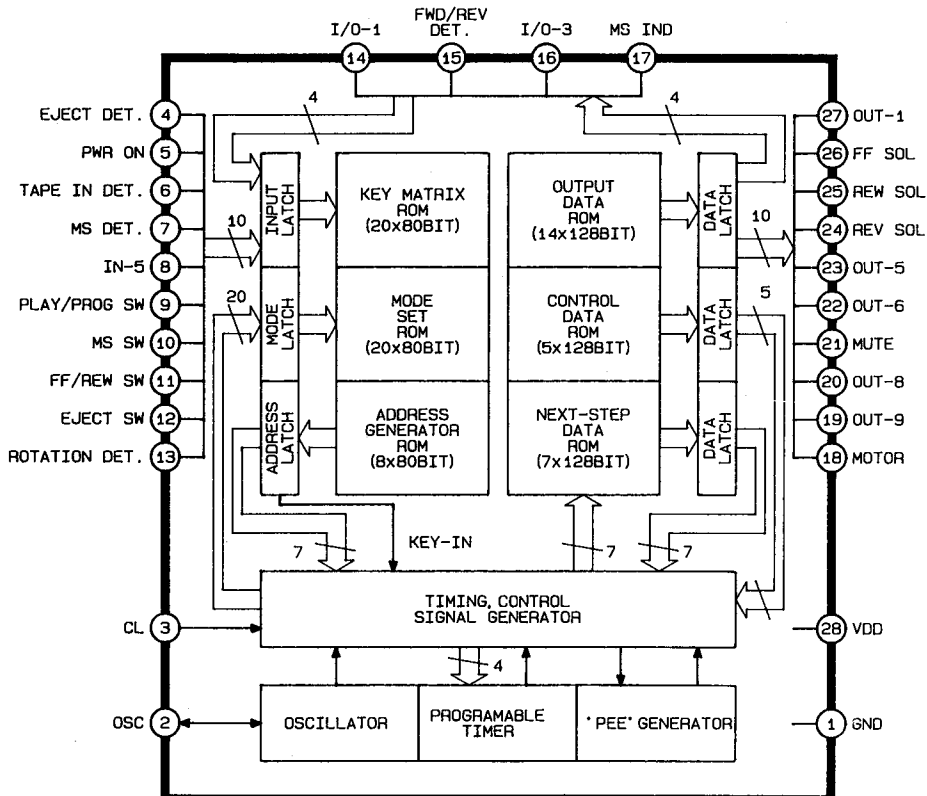 FWD/REV
I/O-1 DET. I/O-3 MS IND
14 15 16 17
4 4
EJECT DET. 4
PWR ON 5
TAPE IN DET. 6
MS DET. 7
IN-5 8
PLAY/PROG SW 9
MS SW 10
FF/REW SW 11
EJECT SW 12
ROTATION DET. 13
10
20
INPUT LATCH
MODE LATCH
ADDRESS LATCH
KEY MATRIX
ROM
(20x80BIT)
MODE
SET
ROM
(20x80BIT)
ADDRESS
GENERATOR
ROM
(8x80BIT)
OUTPUT
DATA
ROM
(14x128BIT)
CONTROL
DATA
ROM
(5x128BIT)
NEXT-STEP
DATA
ROM
(7x128BIT)
DATA LATCH
DATA LATCH
DATA LATCH
10
5
27 OUT-1
26 FF SOL
25 REW SOL
24 REV SOL
23 OUT-5
22 OUT-6
21 MUTE
20 OUT-8
19 OUT-9
18 MOTOR
7 KEY-IN 7 7
TIMING, CONTROL
SIGNAL GENERATOR
CL 3
28 VDD
4
OSC 2
OSCILLATOR
PROGRAMABLE
TIMER
"PEE" GENERATOR
1 GND